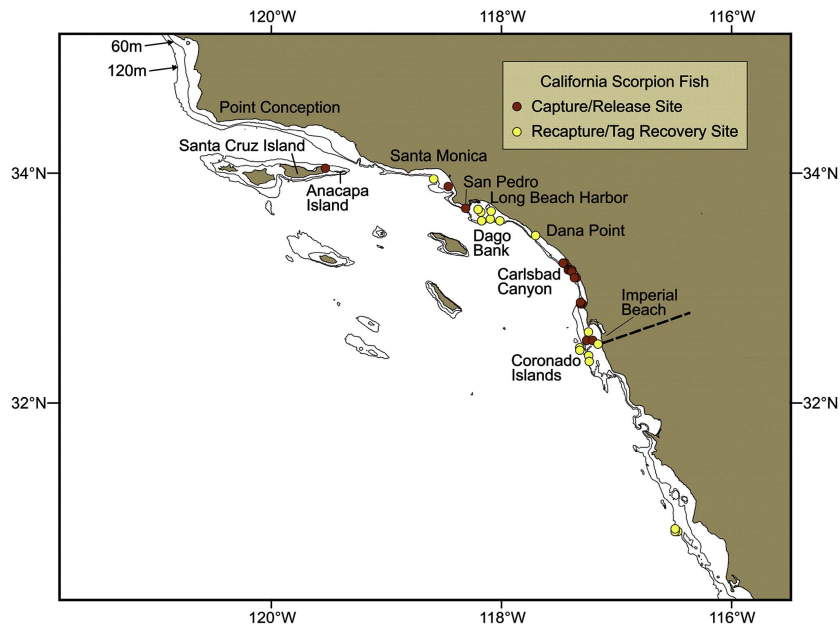 120°W
118°W
116°W
60m
120m
California Scorpion Fish
Capture/Release Site
Recapture/Tag Recovery Site
Point Conception
Santa Cruz Island
Santa Monica
34°N
34°N
Anacapa
Island
San Pedro
Long Beach Harbor
Dago
Bank
Dana Point
Carlsbad
Canyon
Imperial
Beach
Coronado
Islands
32°N
32°N
120°W
118°W
116°W